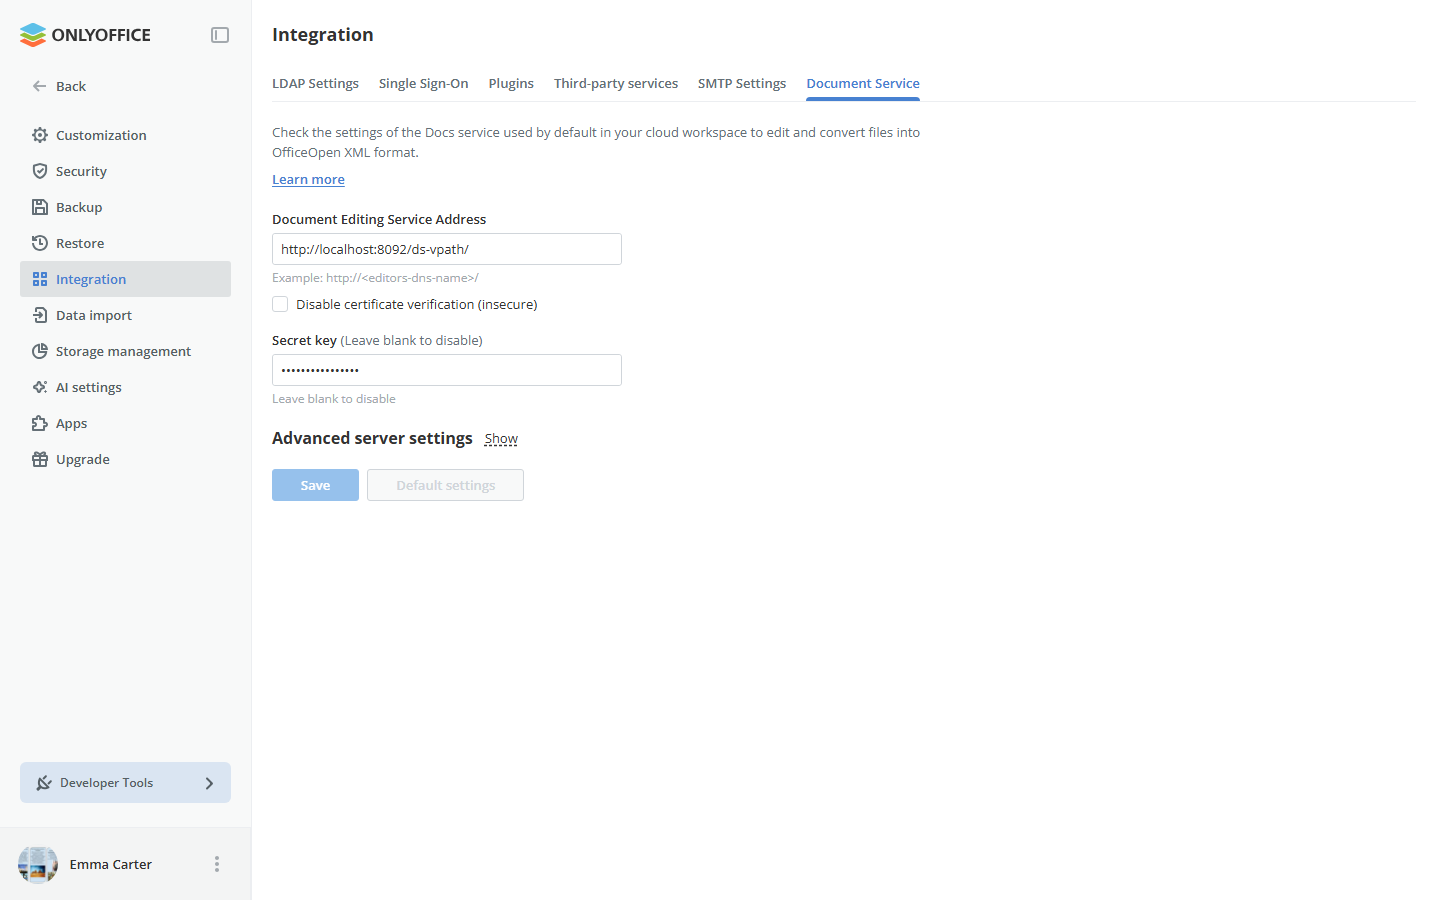 ONLYOFFICE
Back
Customization
Security
Backup
Restore
Integration
Data import
Storage management
AI settings
Apps
Upgrade
Developer Tools
Emma Carter
Integration
LDAP Settings Single Sign-On Plugins Third-party services SMTP Settings Document Service
Check the settings of the Docs service used by default in your cloud workspace to edit and convert files into
OfficeOpen XML format.
Learn more
Document Editing Service Address
http://localhost:8092/ds-vpath/
Example: http://<editors-dns-name>/
Disable certificate verification (insecure)
Secret key (Leave blank to disable)
••••••••••••••••
Leave blank to disable
Advanced server settings Show
Save Default settings